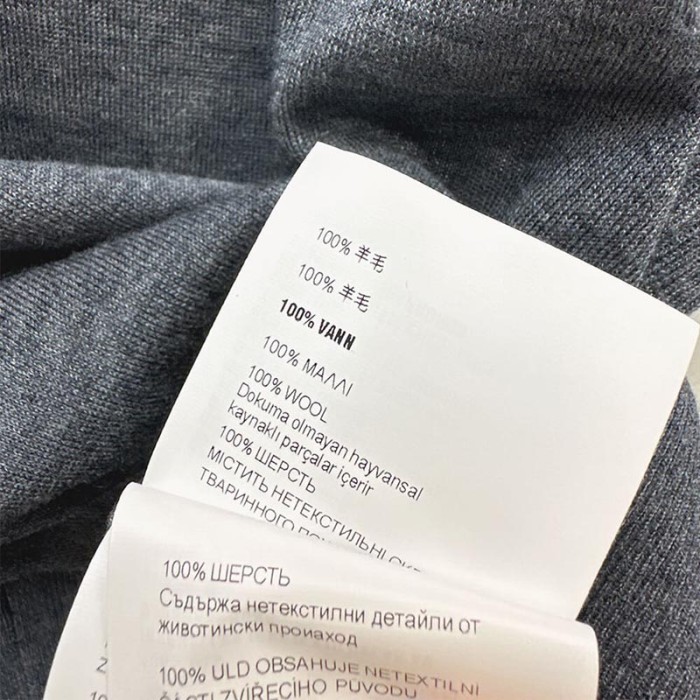 100% 羊毛
100% 羊毛
100% VANN
100% ΜΑΛΛΙ
100% WOOL
Dokuma olmayan hayvansal
kaynaklı parçalar içerir
100% ШЕРСТЬ
МІСТИТЬ НЕТЕКСТИЛЬНІ
ТВАРИННОГО
100% ШЕРСТЬ
Съдържа нетекстилни детайли от
животински произход
100% ULD OBSAHUJE NETEXTILNÍ
ČÁSTI ZVÍŘECÍHO PŮVODU